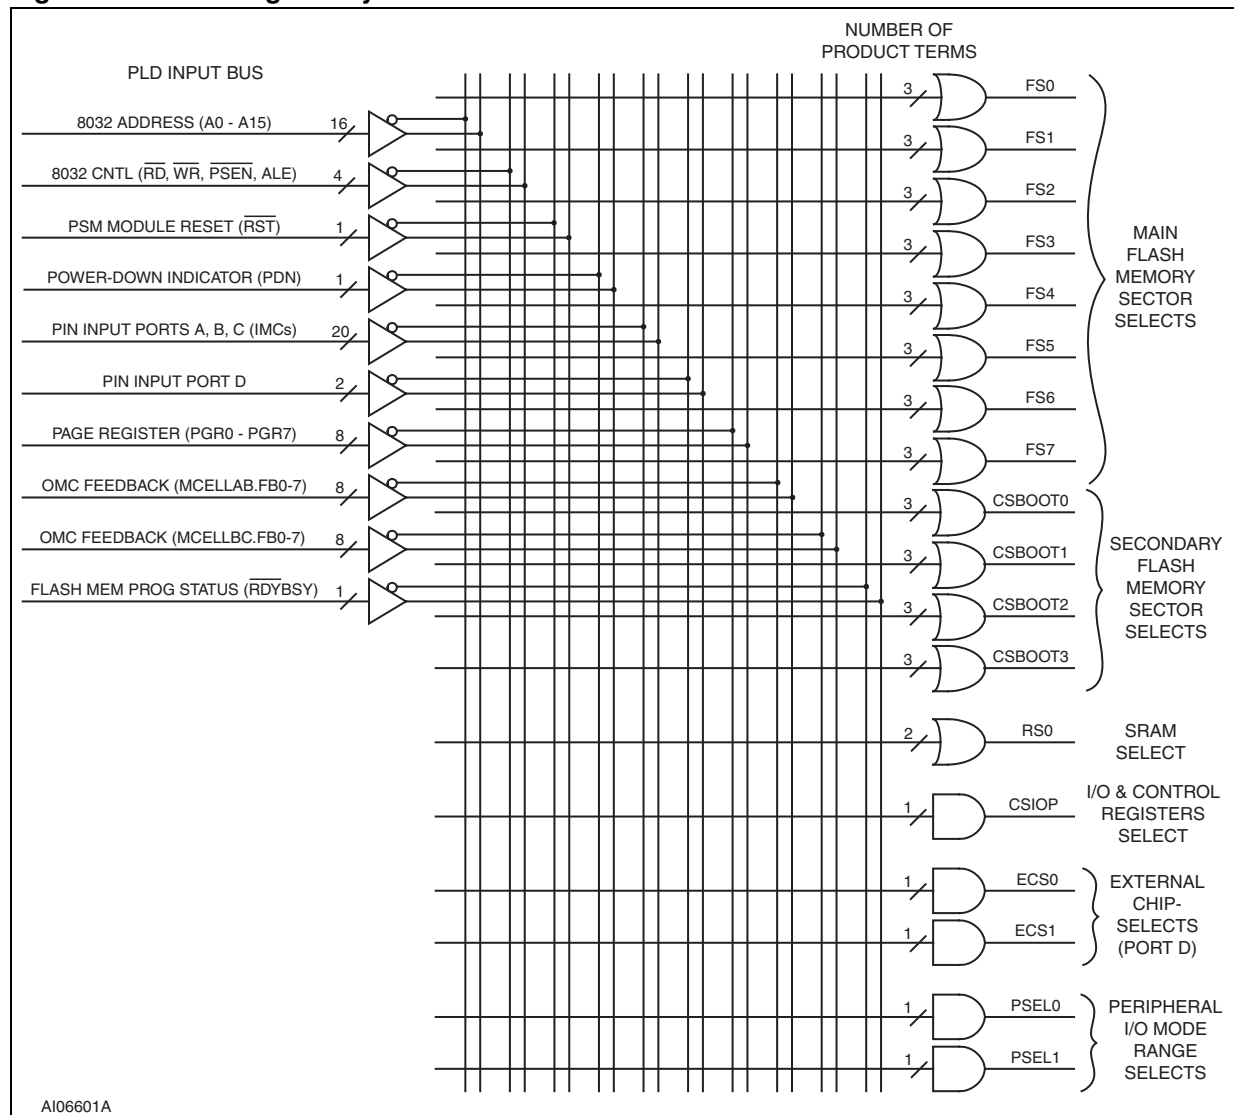 NUMBER OF
PRODUCT TERMS
PLD INPUT BUS
8032 ADDRESS (A0 - A15) 16
8032 CNTL (R̅D̅, W̅R̅, P̅S̅E̅N̅, ALE) 4
PSM MODULE RESET (R̅S̅T̅) 1
POWER-DOWN INDICATOR (PDN) 1
PIN INPUT PORTS A, B, C (IMCs) 20
PIN INPUT PORT D 2
PAGE REGISTER (PGR0 - PGR7) 8
OMC FEEDBACK (MCELLAB.FB0-7) 8
OMC FEEDBACK (MCELLBC.FB0-7) 8
FLASH MEM PROG STATUS (R̅D̅Y̅BSY) 1
3 FS0
3 FS1
3 FS2
3 FS3
3 FS4
3 FS5
3 FS6
3 FS7
MAIN
FLASH
MEMORY
SECTOR
SELECTS
3 CSBOOT0
3 CSBOOT1
3 CSBOOT2
3 CSBOOT3
SECONDARY
FLASH
MEMORY
SECTOR
SELECTS
2 RS0
SRAM
SELECT
1 CSIOP
I/O & CONTROL
REGISTERS
SELECT
1 ECS0
1 ECS1
EXTERNAL
CHIP-
SELECTS
(PORT D)
1 PSEL0
1 PSEL1
PERIPHERAL
I/O MODE
RANGE
SELECTS
AI06601A